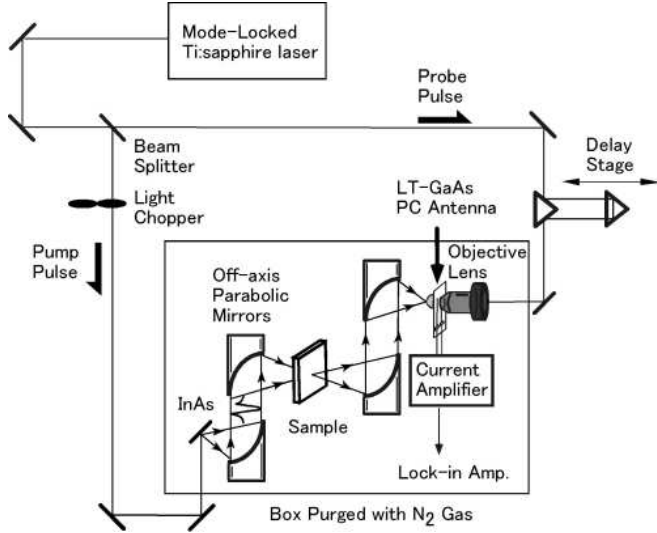 Mode-Locked
Ti:sapphire laser
Probe
Pulse
Beam
Splitter
Delay
Stage
Light
Chopper
LT-GaAs
PC Antenna
Pump
Pulse
Objective
Lens
Off-axis
Parabolic
Mirrors
Current
Amplifier
InAs
Sample
Lock-in Amp.
Box Purged with N₂ Gas